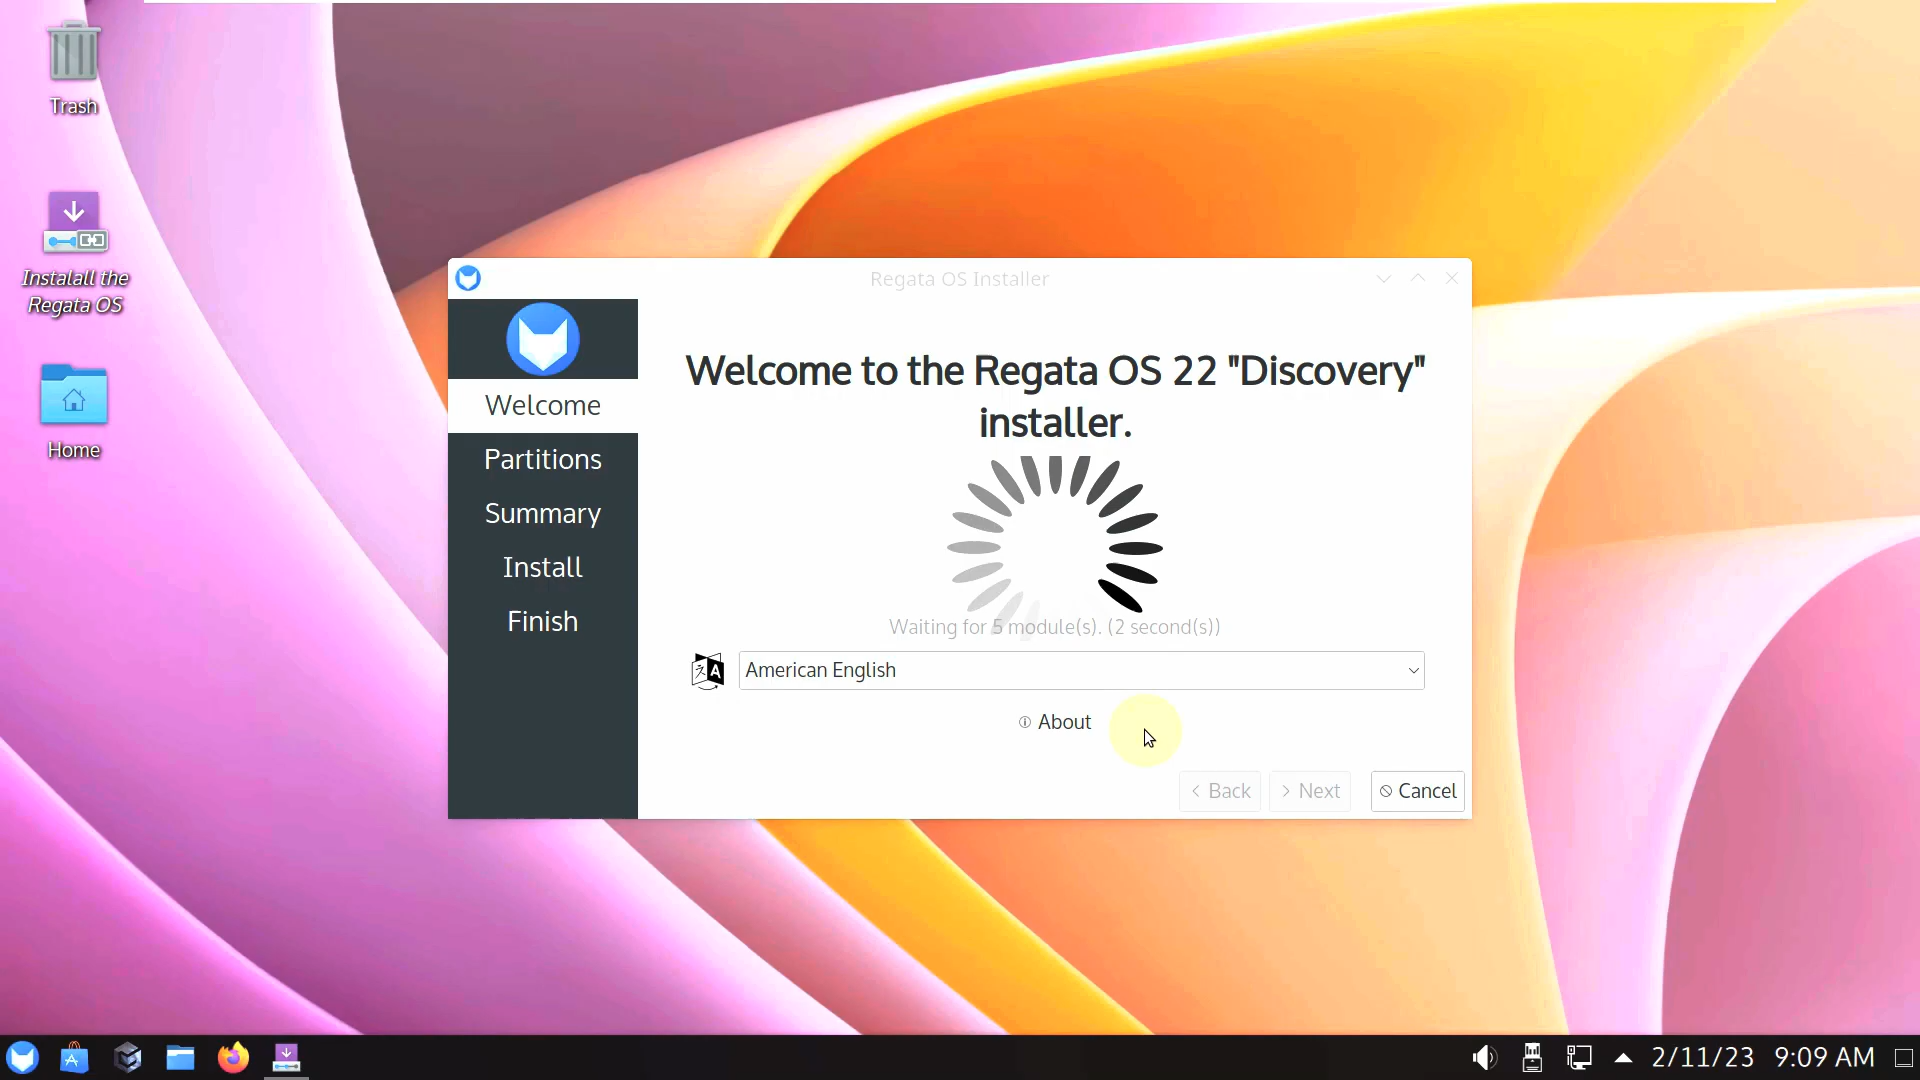 Trash
Instalall the
Regata OS
Home
Regata OS Installer
Welcome
Partitions
Summary
Install
Finish
Welcome to the Regata OS 22 "Discovery"
installer.
Waiting for 5 module(s). (2 second(s))
American English
About
Back
Next
Cancel
2/11/23 9:09 AM